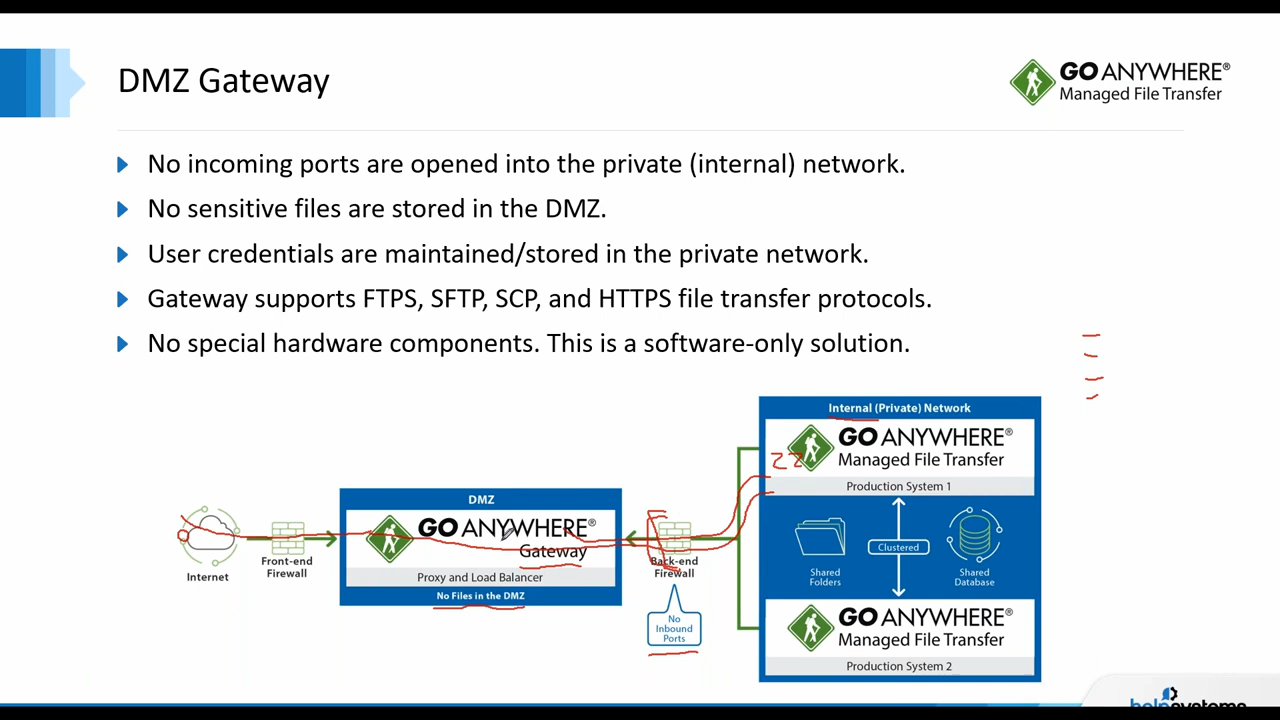 DMZ Gateway
GO ANYWHERE®
Managed File Transfer
No incoming ports are opened into the private (internal) network.
No sensitive files are stored in the DMZ.
User credentials are maintained/stored in the private network.
Gateway supports FTPS, SFTP, SCP, and HTTPS file transfer protocols.
No special hardware components. This is a software-only solution.
Internet
Front-end
Firewall
DMZ
GO ANYWHERE®
Gateway
Proxy and Load Balancer
No Files in the DMZ
Back-end
Firewall
No
Inbound
Ports
Internal (Private) Network
22
GO ANYWHERE®
Managed File Transfer
Production System 1
Shared
Folders
Clustered
Shared
Database
GO ANYWHERE®
Managed File Transfer
Production System 2